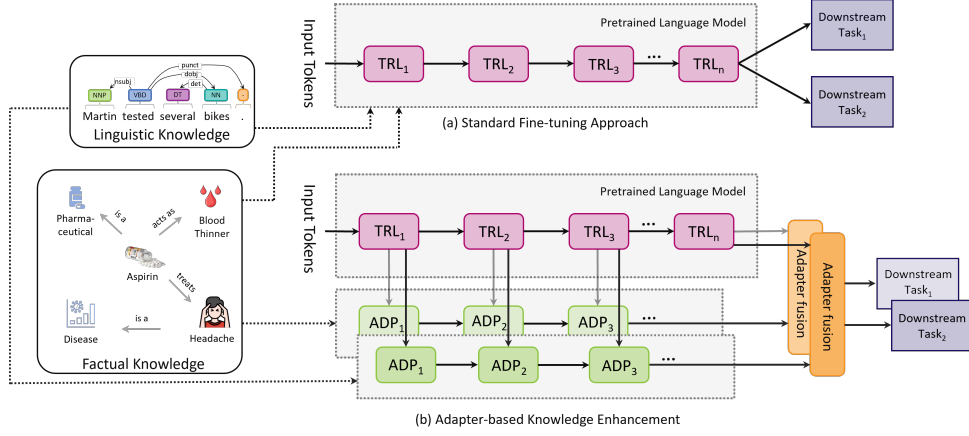 Pretrained Language Model
Input Tokens
TRL1
TRL2
TRL3
...
TRLn
Downstream
Task1
Downstream
Task2
(a) Standard Fine-tuning Approach
punct
dobj
nsubj
det
NNP
VBD
DT
NN
.
Martin tested several bikes .
Linguistic Knowledge
Pharma-
ceutical
is a
acts as
Blood
Thinner
Aspirin
treats
Disease
is a
Headache
Factual Knowledge
Pretrained Language Model
Input Tokens
TRL1
TRL2
TRL3
...
TRLn
ADP1
ADP2
ADP3
...
ADP1
ADP2
ADP3
...
Adapter fusion
Adapter fusion
Downstream
Task1
Downstream
Task2
(b) Adapter-based Knowledge Enhancement